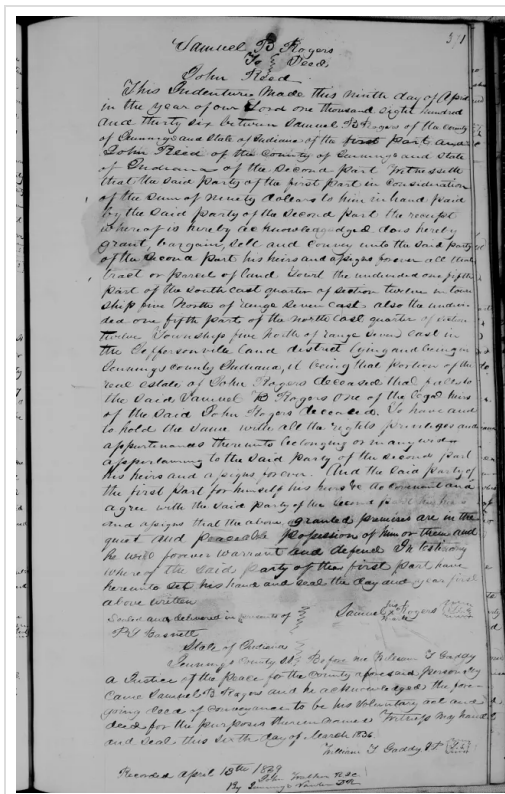 301
Samuel B Rogers
To Deed
John Reed
This Indenture Made this ninth day of April
in the year of our Lord one thousand Eighte hundred
And thirty six between Samuel B Rogers of the County
of Jennings and State of Indiana of the first part and
John Reed of the County of Jennings and State
of Indiana of the Second part Witnesseth
that the Said party of the first part in Consideration
of the Sum of ninety dollars to him in hand paid
by the Said party of the Second part the receipt
whereof is hereby acknowledged does hereby
grant, bargain, Sell and Convey unto the Said party
of the Second part his heirs and assigns forever all that
tract or parcel of land Towit the undivided one fifth
part of the South east quarter of Section twelve in town
ship five North of range seven east. also the undivi
ded one fifth part of the north east quarter of section
twelve Township five north of range seven east in
the Jeffersonville land district lying and being in
Jennings County Indiana, it being that portion of the
real estate of John Rogers deceased that falls to
the Said Samuel B Rogers one of the legal heirs
of the Said John Rogers deceased. To have and
to hold the Same with all the rights privileges and
appurtenances thereunto belonging or in any wise
appertaining to the Said party of the second part
his heirs and assigns forever. And the Said party of
the first part for himself his heirs &c do covenant and
agree with the Said party of the Second part his heirs
and assigns that the above granted premises are in the
quiet And peaceable possession of him or them and
he will forever warrant and defend In testimony
whereof the Said party of the first part have
hereunto Set his hand and Seal the day and year first
above written
Sealed and delivered in presents of
Samuel B Rogers
State of Indiana
Jennings County SS Before me William T Gaddy
a Justice of the peace for the County aforesaid personally
Came Samuel B Rogers and he acknowledged the fore
going deed of Conveyance to be his Voluntary act and
deed for the purposes therein named Witness my hand
and Seal this sixth day of March 1836
William T Gaddy JP
Recorded April 15th 1839
John Walker R
By Jennings